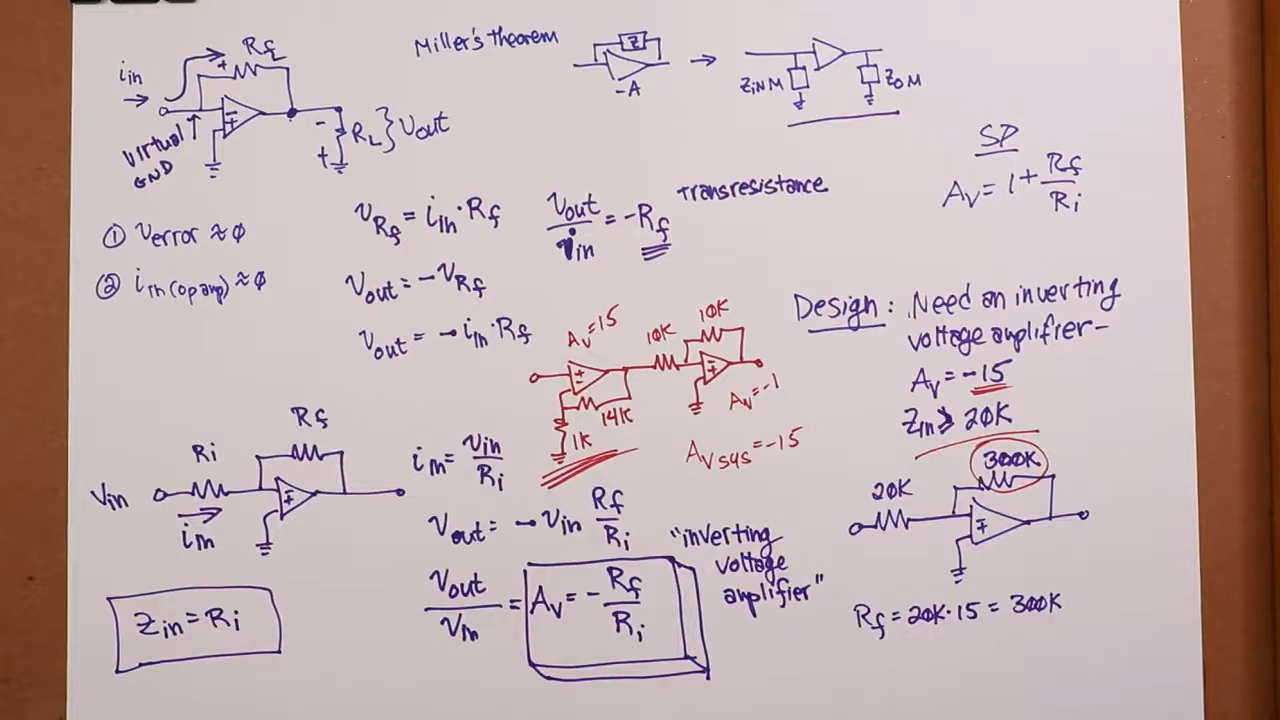 Miller's theorem
Z
-A
ZinM
ZoM
iin
Rf
+
virtual
GND
-
+
RL } Vout
SP
Av = 1 + Rf/Ri
① Verror ≈ ∅
② iin(op amp) ≈ ∅
VRf = iin · Rf
Vout = -VRf
Vout = - iin · Rf
Vout/iin = -Rf
transresistance
Av = 15
14K
1K
10K
10K
Av = -1
Av sys = -15
Design: Need an inverting
voltage amplifier-
Av = -15
Zin ≥ 20K
20K
300K
Rf = 20K · 15 = 300K
Vin
Ri
Rf
iin
Zin = Ri
iin = Vin/Ri
Vout = - Vin Rf/Ri
Vout/Vin = Av = - Rf/Ri
"inverting
voltage
amplifier"